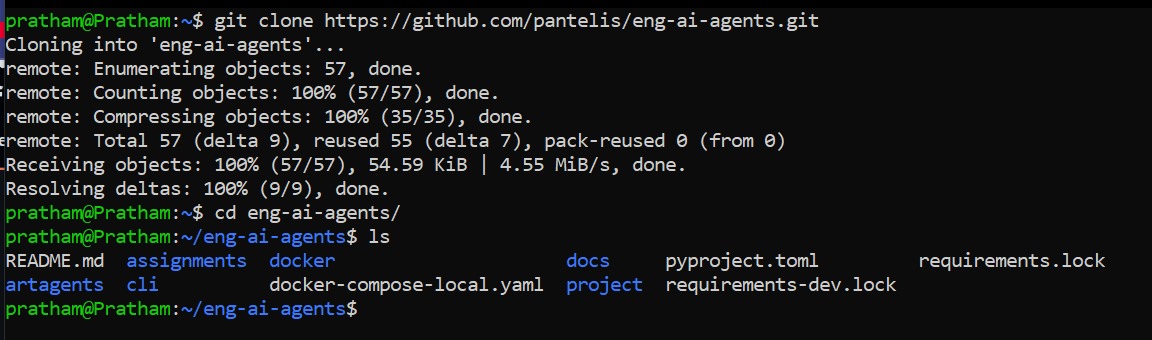 pratham@Pratham:~$ git clone https://github.com/pantelis/eng-ai-agents.git
Cloning into 'eng-ai-agents'...
remote: Enumerating objects: 57, done.
remote: Counting objects: 100% (57/57), done.
remote: Compressing objects: 100% (35/35), done.
remote: Total 57 (delta 9), reused 55 (delta 7), pack-reused 0 (from 0)
Receiving objects: 100% (57/57), 54.59 KiB | 4.55 MiB/s, done.
Resolving deltas: 100% (9/9), done.
pratham@Pratham:~$ cd eng-ai-agents/
pratham@Pratham:~/eng-ai-agents$ ls
README.md  assignments  docker                     docs     pyproject.toml         requirements.lock
artagents  cli          docker-compose-local.yaml  project  requirements-dev.lock
pratham@Pratham:~/eng-ai-agents$